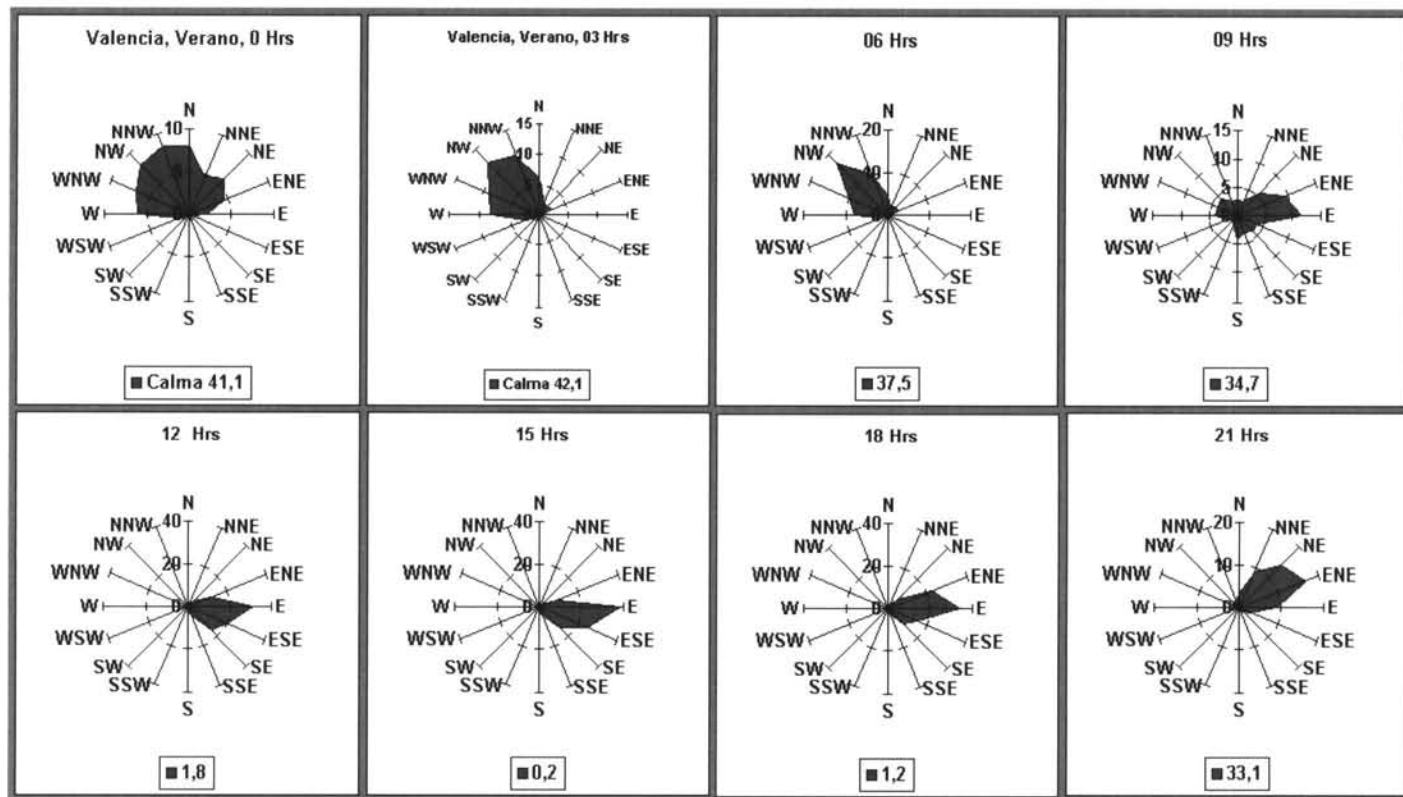 Valencia, Verano, 0 Hrs
N
10
NNW NNE
NW NE
WNW ENE
W E
WSW ESE
SW SE
SSW SSE
S
Calma 41,1
Valencia, Verano, 03 Hrs
N
15
NNW NNE
10
NW NE
WNW ENE
W E
WSW ESE
SW SE
SSW SSE
S
Calma 42,1
06 Hrs
N
20
NNW NNE
NW NE
10
WNW ENE
W 0 E
WSW ESE
SW SE
SSW SSE
S
37,5
09 Hrs
N
15
NNW NNE
10
NW NE
5
WNW ENE
W 0 E
WSW ESE
SW SE
SSW SSE
S
34,7
12 Hrs
N
40
NNW NNE
NW NE
20
WNW ENE
W 0 E
WSW ESE
SW SE
SSW SSE
S
1,8
15 Hrs
N
40
NNW NNE
NW NE
20
WNW ENE
W 0 E
WSW ESE
SW SE
SSW SSE
S
0,2
18 Hrs
N
40
NNW NNE
NW NE
20
WNW ENE
W 0 E
WSW ESE
SW SE
SSW SSE
S
1,2
21 Hrs
N
20
NNW NNE
NW NE
10
WNW ENE
W 0 E
WSW ESE
SW SE
SSW SSE
S
33,1